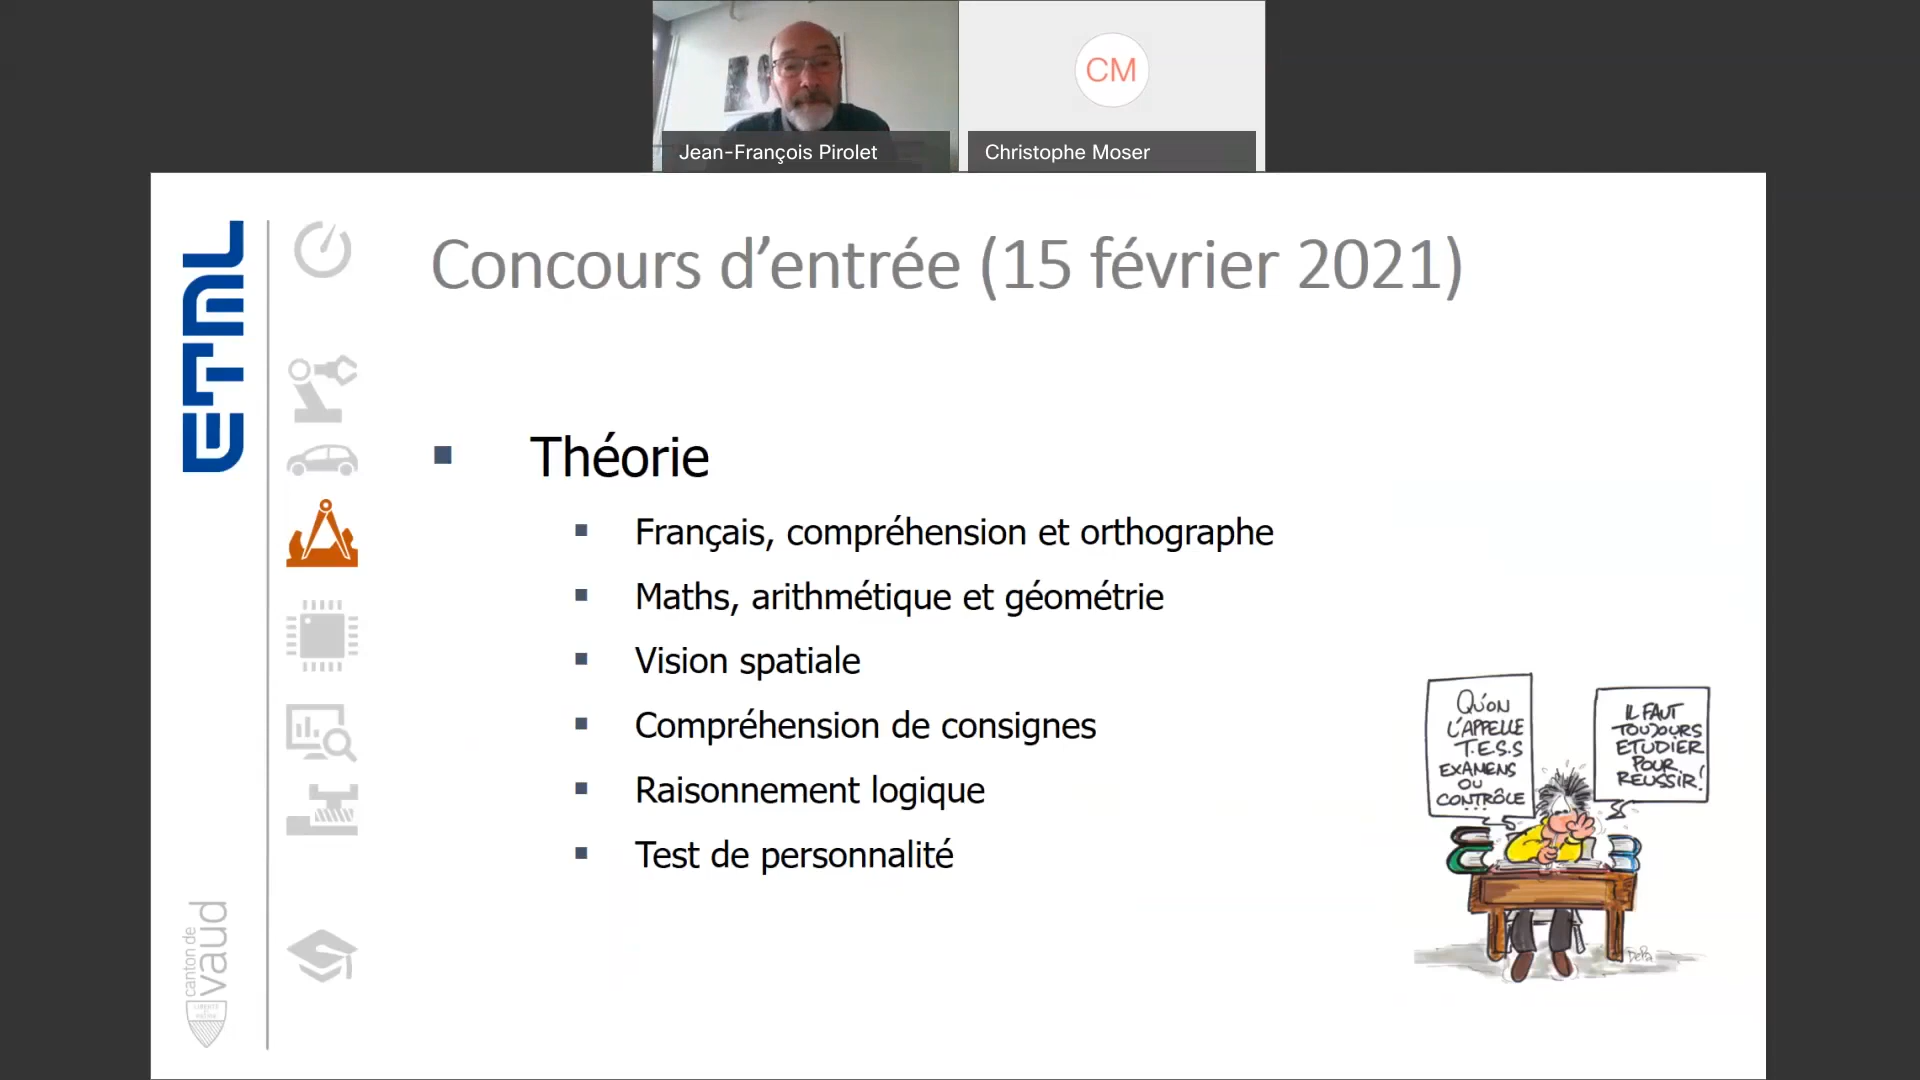 CM
Jean-François Pirolet
Christophe Moser
ETML
Concours d’entrée (15 février 2021)
Théorie
Français, compréhension et orthographe
Maths, arithmétique et géométrie
Vision spatiale
Compréhension de consignes
Raisonnement logique
Test de personnalité
QU'ON
L'APPELLE
T.E.S.S
EXAMENS
OU
CONTRÔLE
...
IL FAUT
TOUJOURS
ETUDIER
POUR
REUSSIR!
canton de
vaud